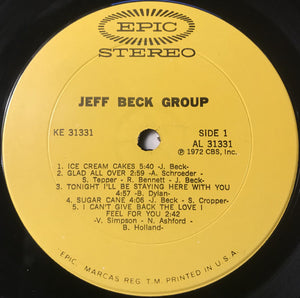 EPIC
STEREO
JEFF BECK GROUP
KE 31331
SIDE 1
AL 31331
℗ 1972 CBS, Inc.
1. ICE CREAM CAKES 5:40 -J. Beck-
2. GLAD ALL OVER 2:59 -A. Schroeder -
S. Tepper - R. Bennett - J. Beck-
3. TONIGHT I'LL BE STAYING HERE WITH YOU
4:57 -B. Dylan-
4. SUGAR CANE 4:08 -J. Beck- S. Cropper-
5. I CAN'T GIVE BACK THE LOVE I
FEEL FOR YOU 2:42
-V. Simpson - N. Ashford - B.
Holland-
EPIC, MARCAS REG. T.M. PRINTED IN U.S.A.